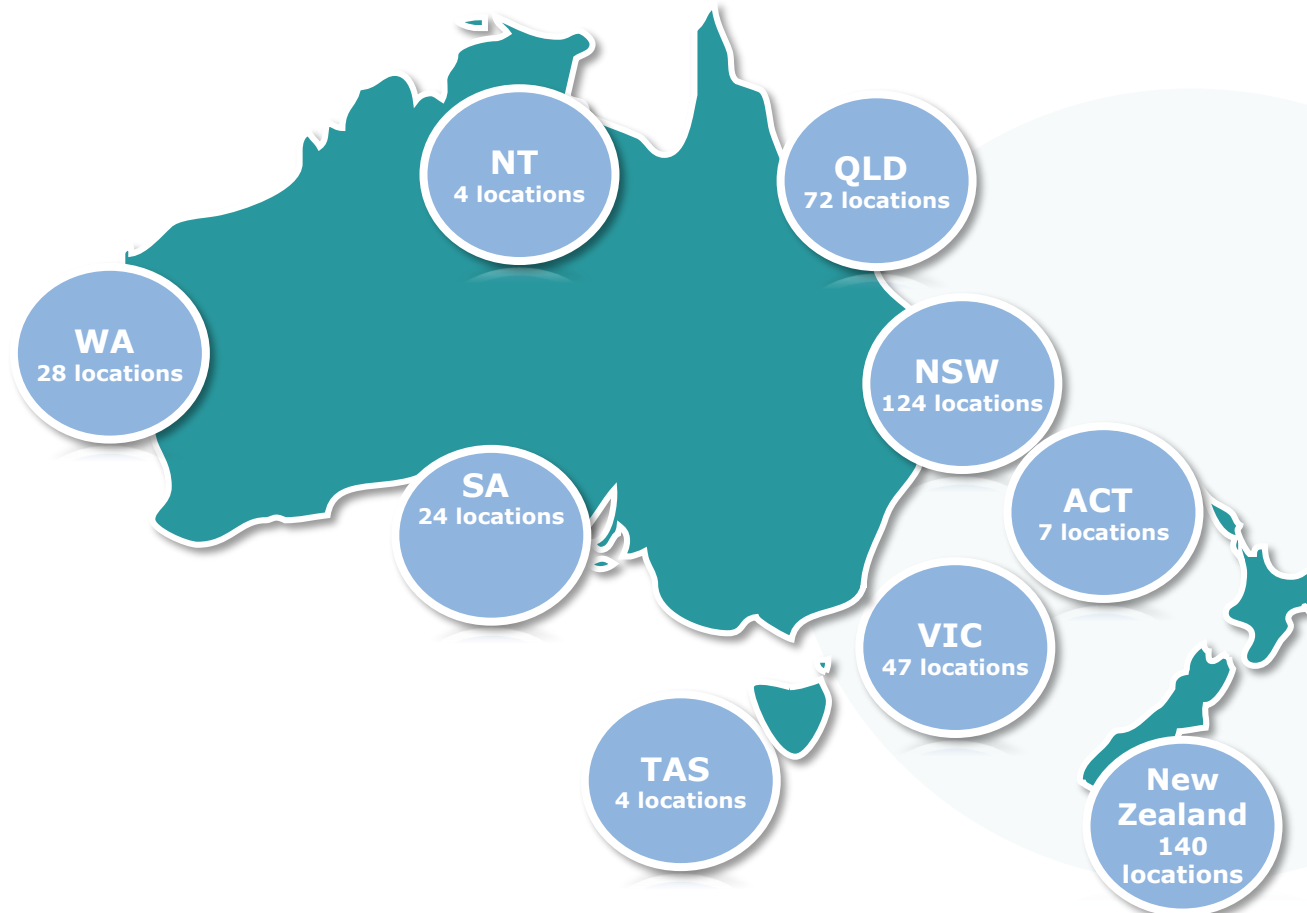 NT
4 locations
QLD
72 locations
WA
28 locations
NSW
124 locations
SA
24 locations
ACT
7 locations
VIC
47 locations
TAS
4 locations
New
Zealand
140
locations